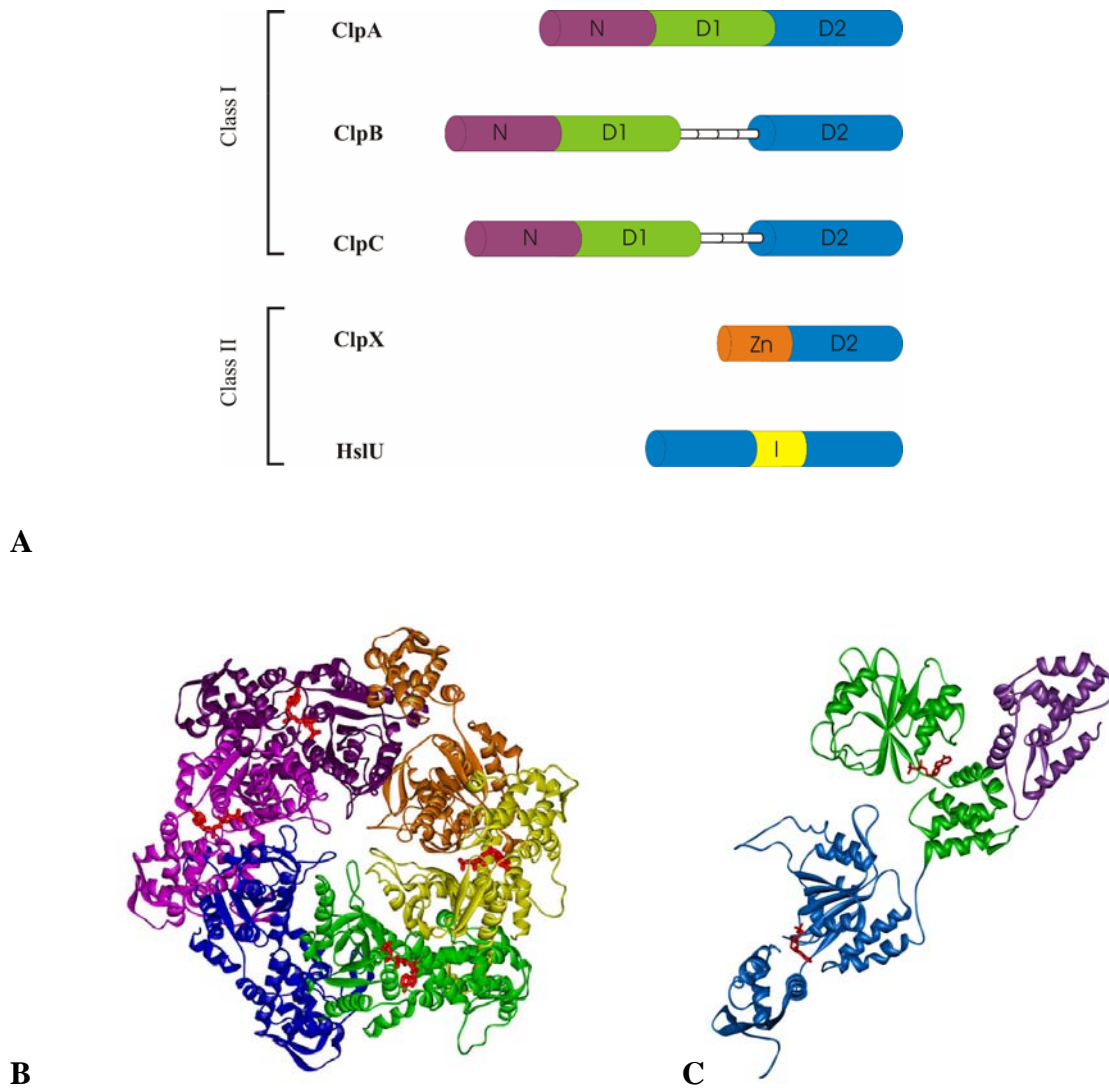 Class I
ClpA N D1 D2
ClpB N D1 D2
ClpC N D1 D2
Class II
ClpX Zn D2
HslU I
A
B C